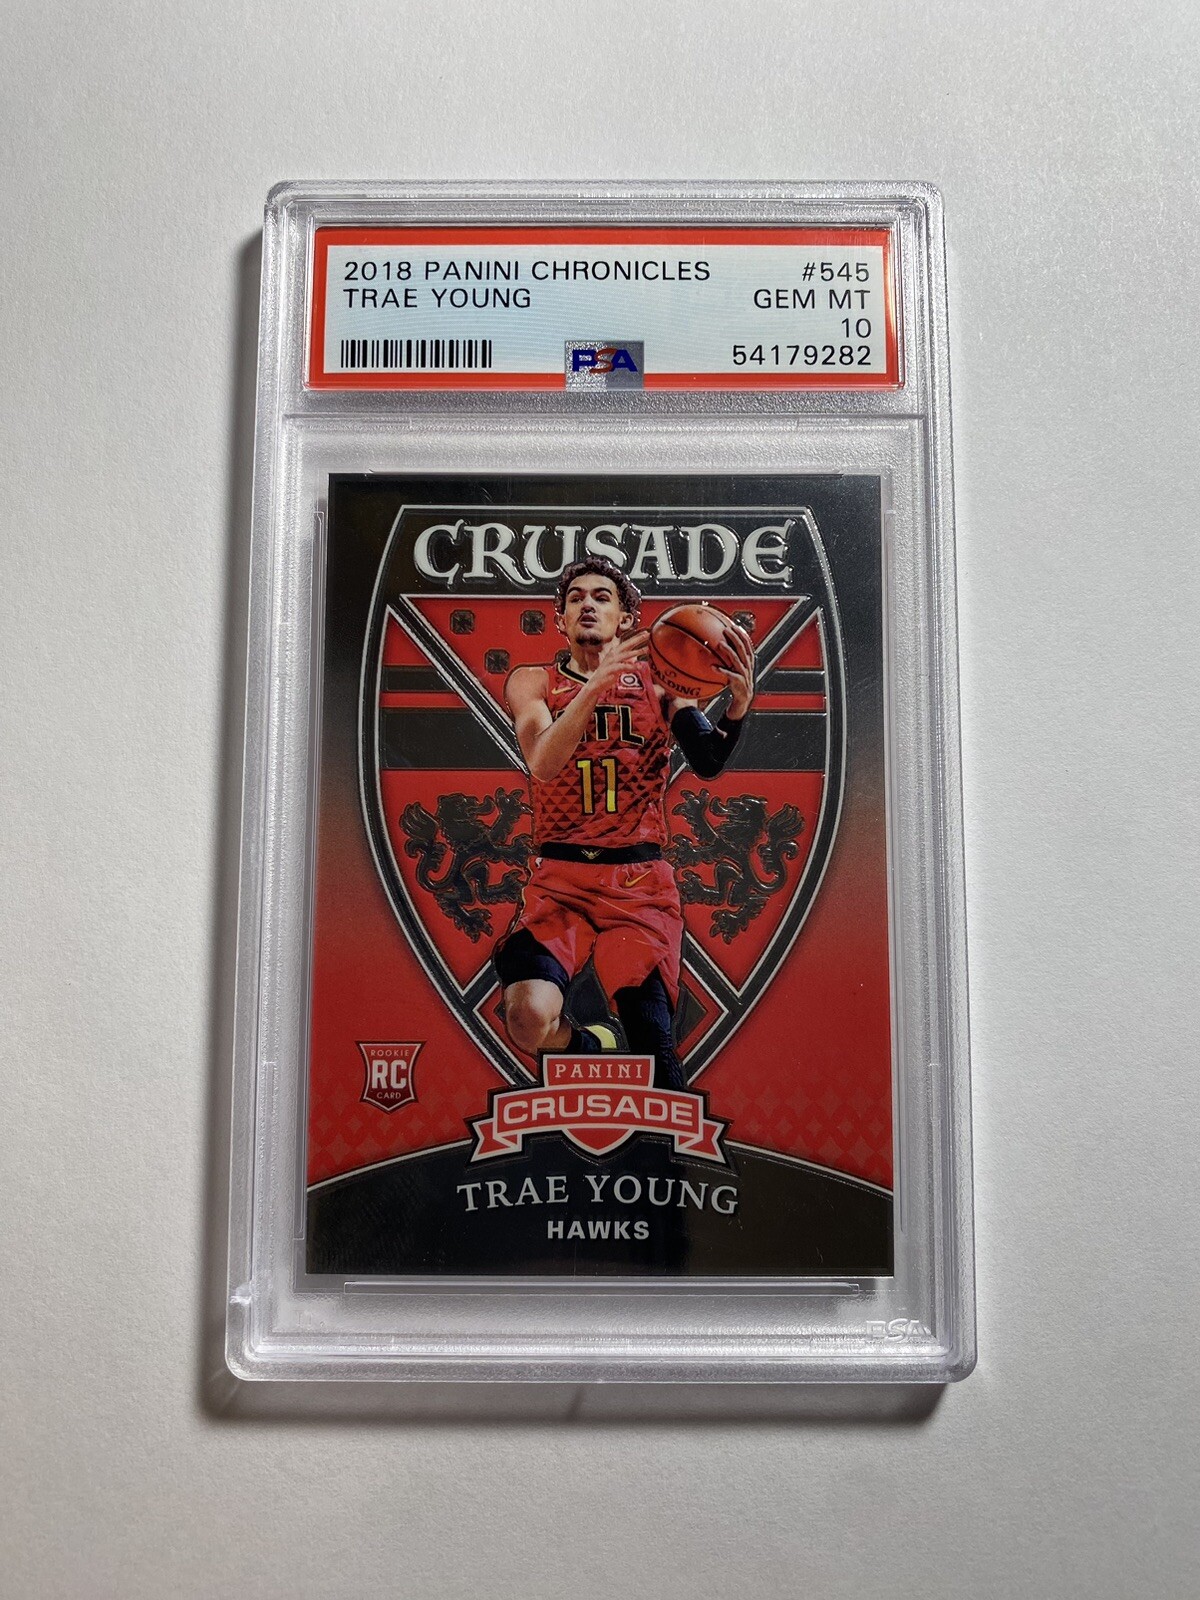 2018 PANINI CHRONICLES #545
TRAE YOUNG GEM MT
10
54179282
PSA
CRUSADE
SPALDING
ATL
11
ROOKIE
RC
CARD
PANINI
CRUSADE
TRAE YOUNG
HAWKS
PSA